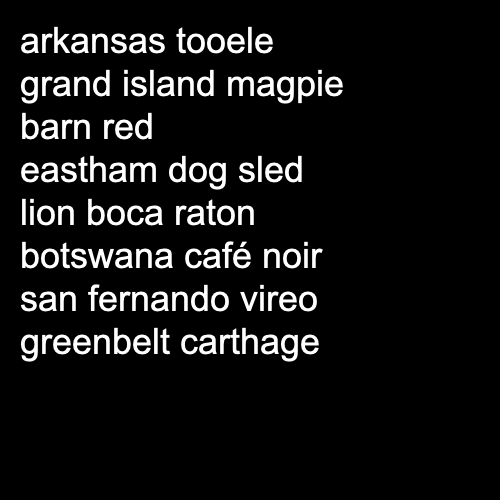 arkansas tooele
grand island magpie
barn red
eastham dog sled
lion boca raton
botswana café noir
san fernando vireo
greenbelt carthage